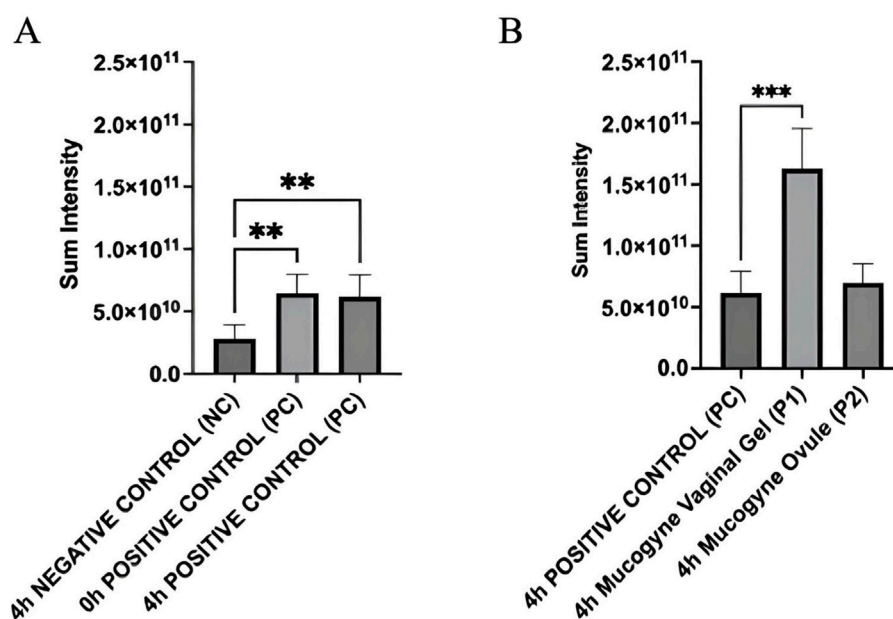 A
Sum Intensity
2.5×10¹¹
2.0×10¹¹
1.5×10¹¹
1.0×10¹¹
5.0×10¹⁰
0.0
**
**
4h NEGATIVE CONTROL (NC)
0h POSITIVE CONTROL (PC)
4h POSITIVE CONTROL (PC)
B
Sum Intensity
2.5×10¹¹
2.0×10¹¹
1.5×10¹¹
1.0×10¹¹
5.0×10¹⁰
0.0
***
4h POSITIVE CONTROL (PC)
4h Mucogyne Vaginal Gel (P1)
4h Mucogyne Ovule (P2)